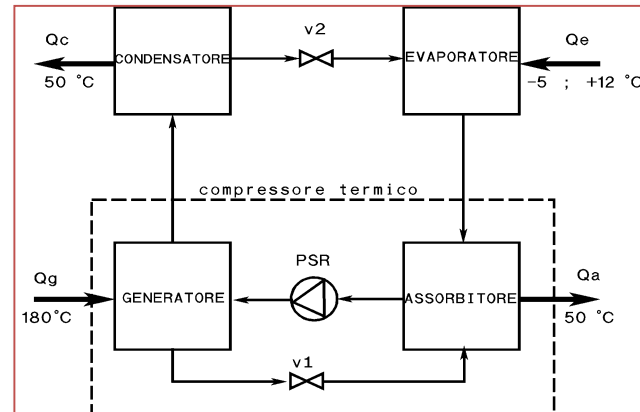 v2
Qc
CONDENSATORE
EVAPORATORE
Qe
50 °C
-5 ; +12 °C
compressore termico
PSR
Qg
GENERATORE
ASSORBITORE
Qa
180°C
50 °C
v1